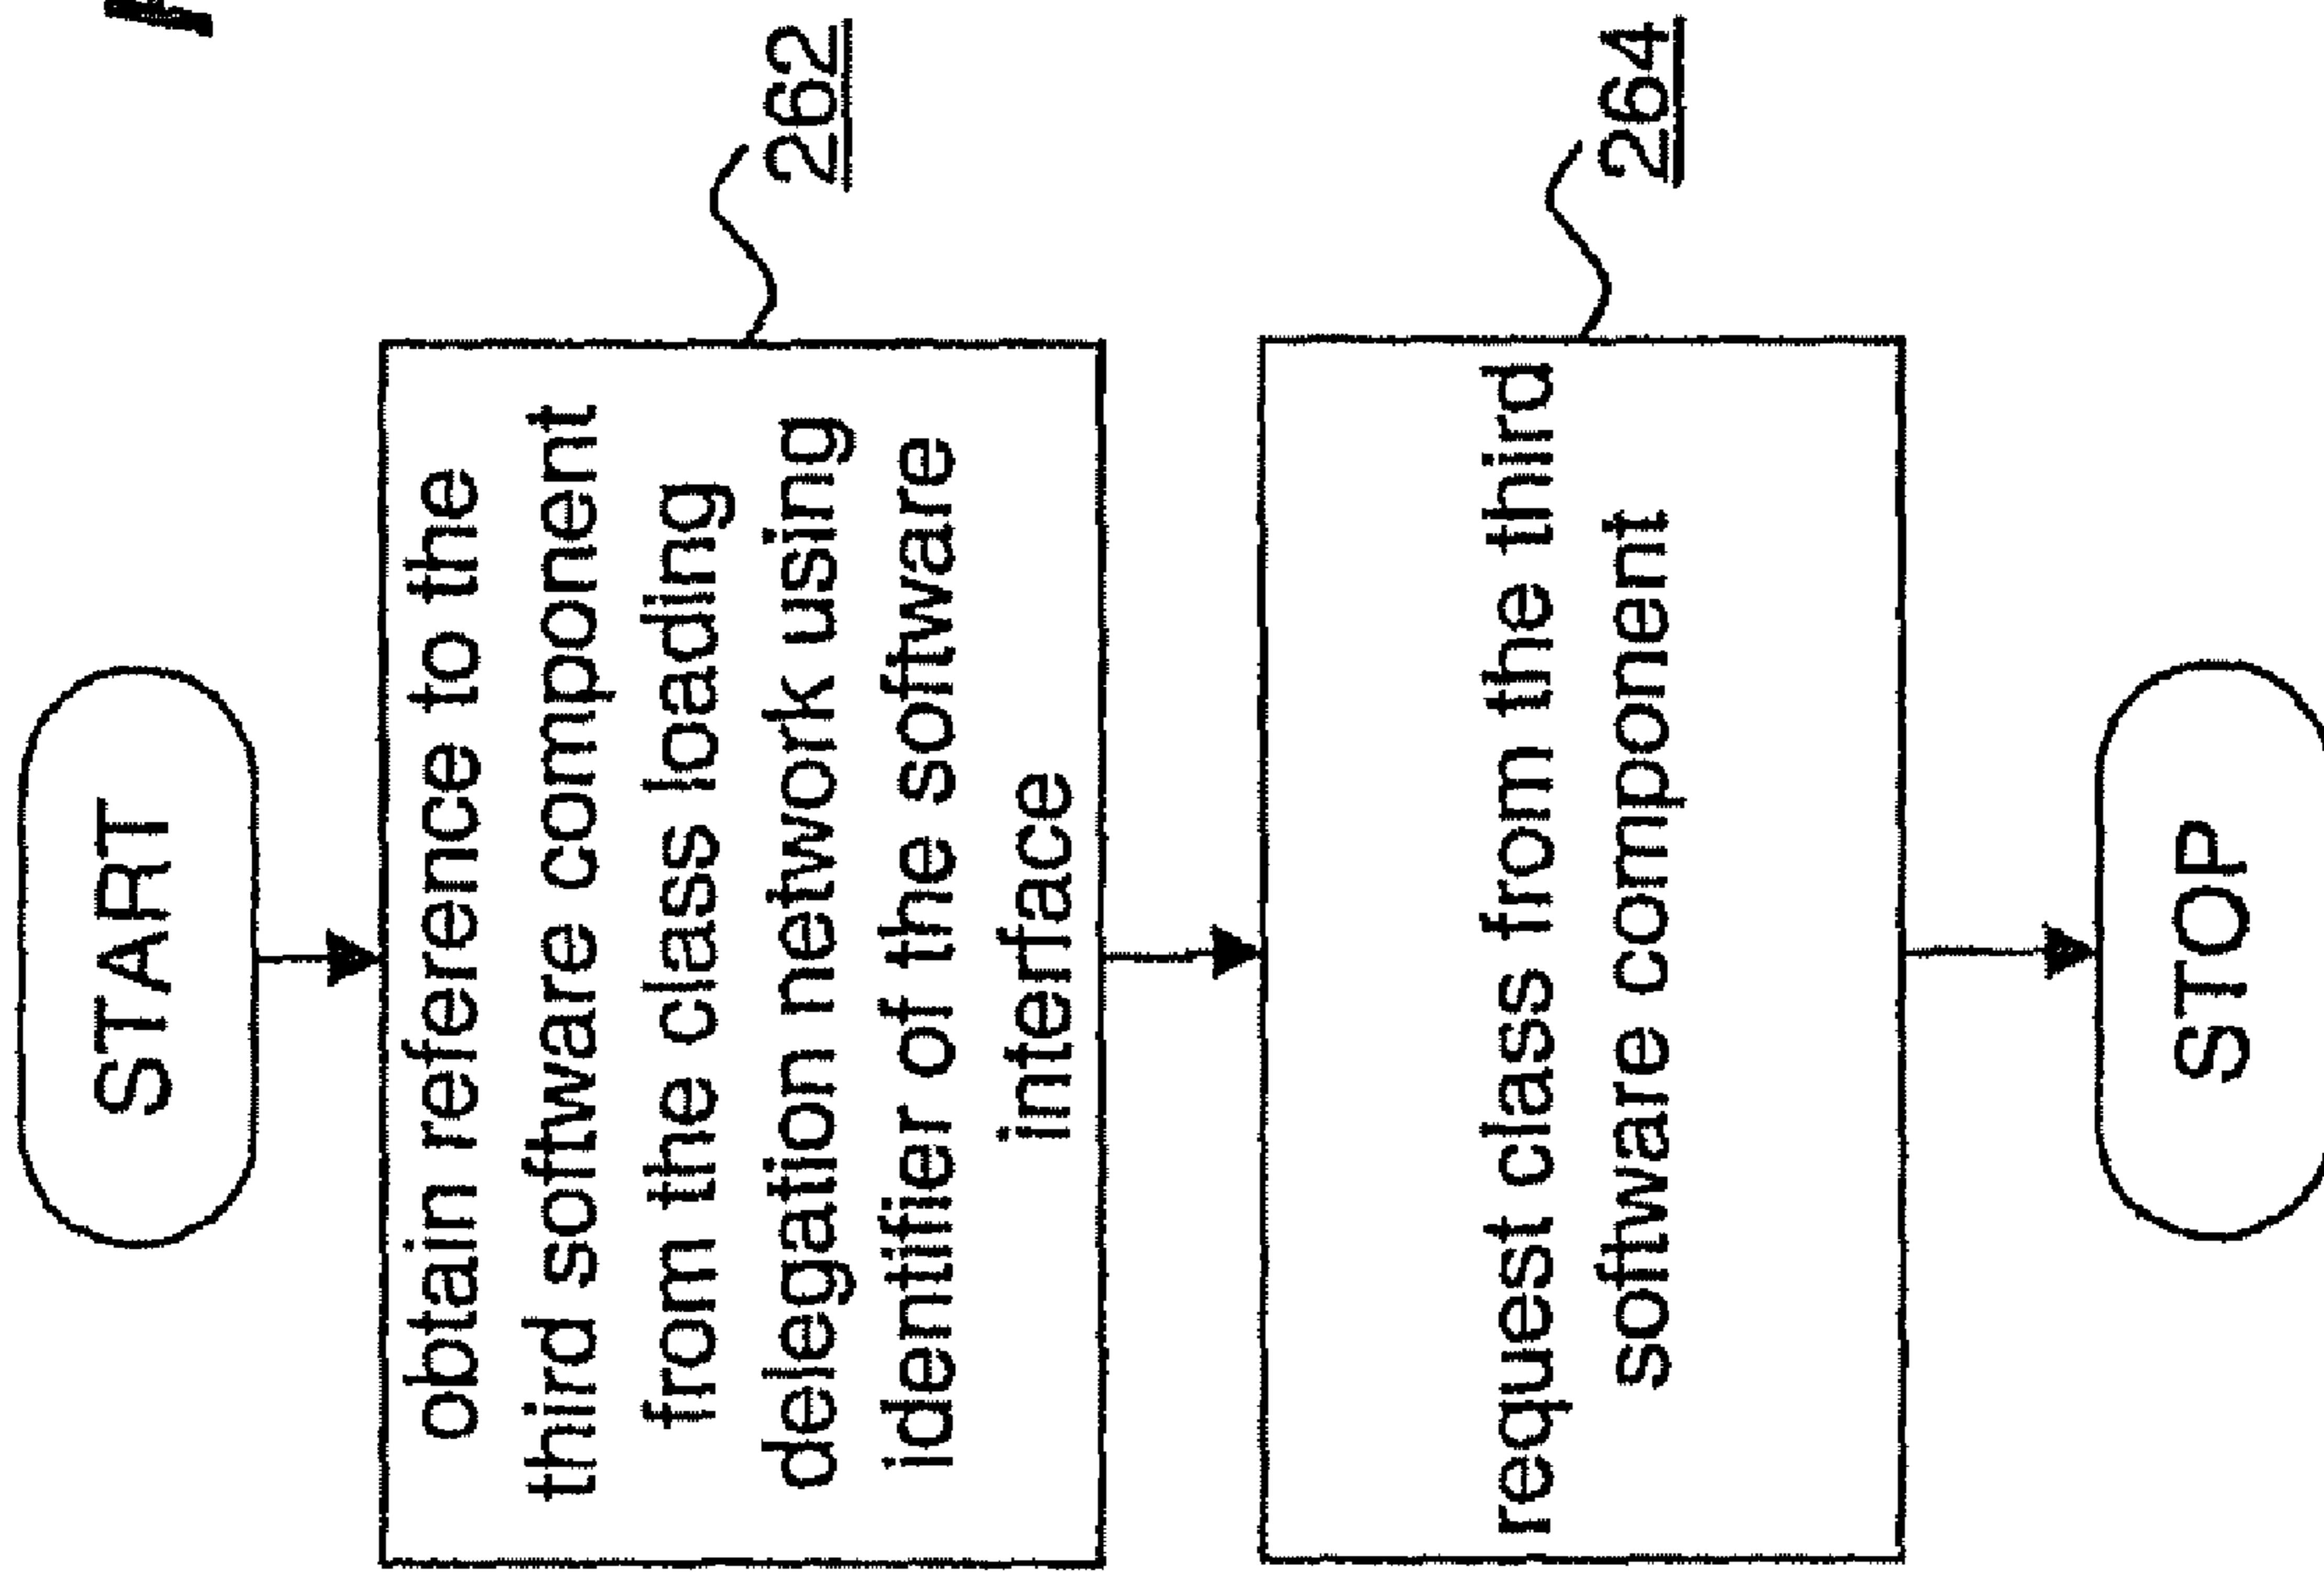 START
obtain reference to the
third software component
from the class loading
delegation network using
identifier of the software
interface
262
request class from the third
software component
264
STOP